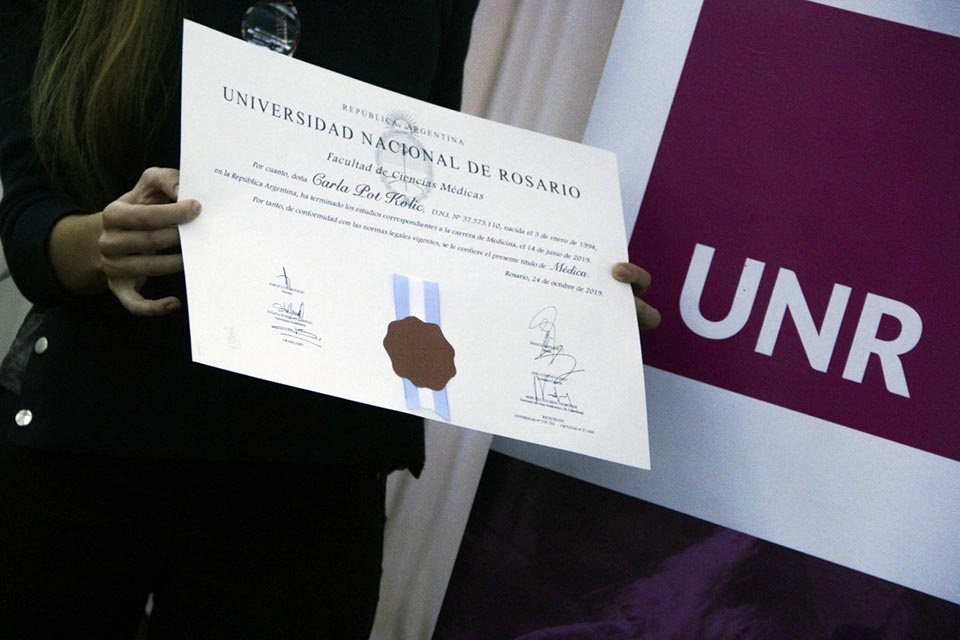 REPÚBLICA ARGENTINA
UNIVERSIDAD NACIONAL DE ROSARIO
Facultad de Ciencias Médicas
Por cuanto, doña Carla Pot Kolic, D.N.I. Nº 37.573.110, nacida el 3 de enero de 1994,
en la República Argentina, ha terminado los estudios correspondientes a la carrera de Medicina, el 14 de junio de 2019.
Por tanto, de conformidad con las normas legales vigentes, se le confiere el presente título de Médica.
Rosario, 24 de octubre de 2019.
UNR